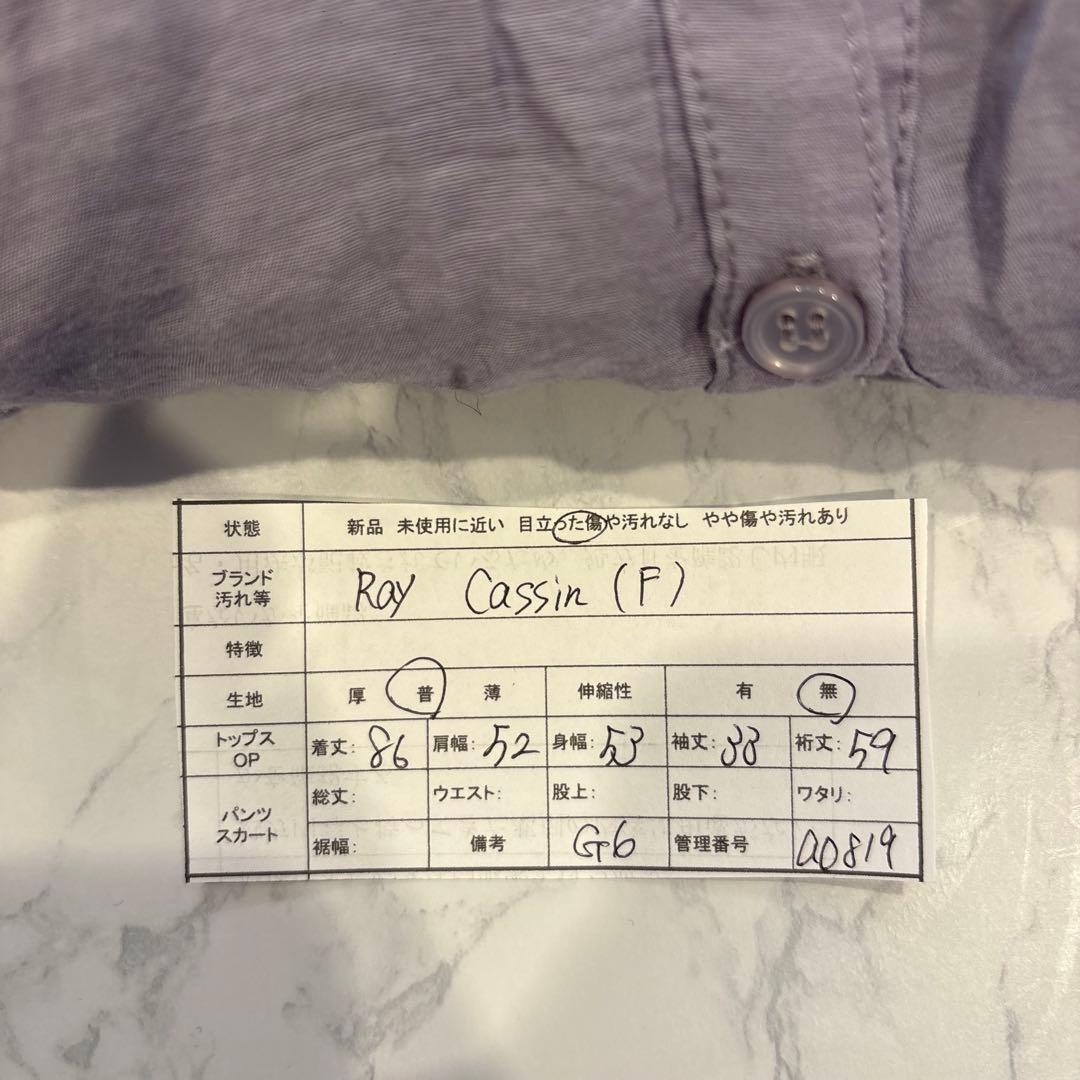 状態 新品 未使用に近い 目立った傷や汚れなし やや傷や汚れあり
ブランド
汚れ等 Ray Cassin (F)
特徴
生地 厚 普 薄 伸縮性 有 無
トップス
OP 着丈: 86 肩幅: 52 身幅: 53 袖丈: 33 裄丈: 59
パンツ
スカート 総丈: ウエスト: 股上: 股下: ワタリ:
裾幅: 備考 G6 管理番号 a0819